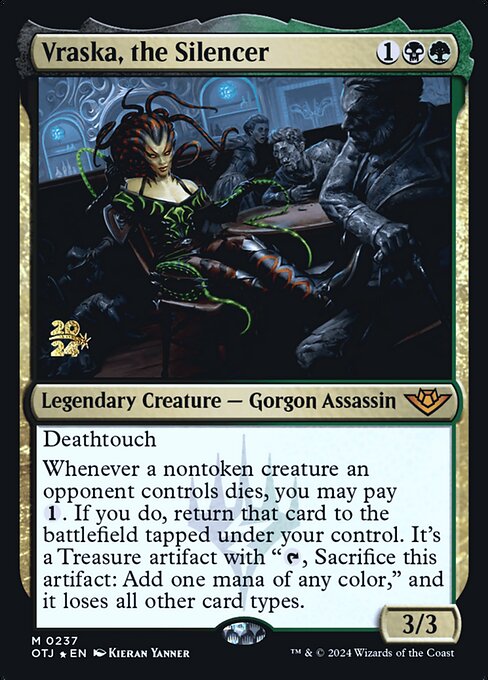 Vraska, the Silencer 1
2024
Legendary Creature — Gorgon Assassin
Deathtouch
Whenever a nontoken creature an
opponent controls dies, you may pay
1. If you do, return that card to the
battlefield tapped under your control. It's
a Treasure artifact with “, Sacrifice this
artifact: Add one mana of any color,” and
it loses all other card types.
3/3
M 0237
OTJ ★ EN Kieran Yanner
™ & © 2024 Wizards of the Coast